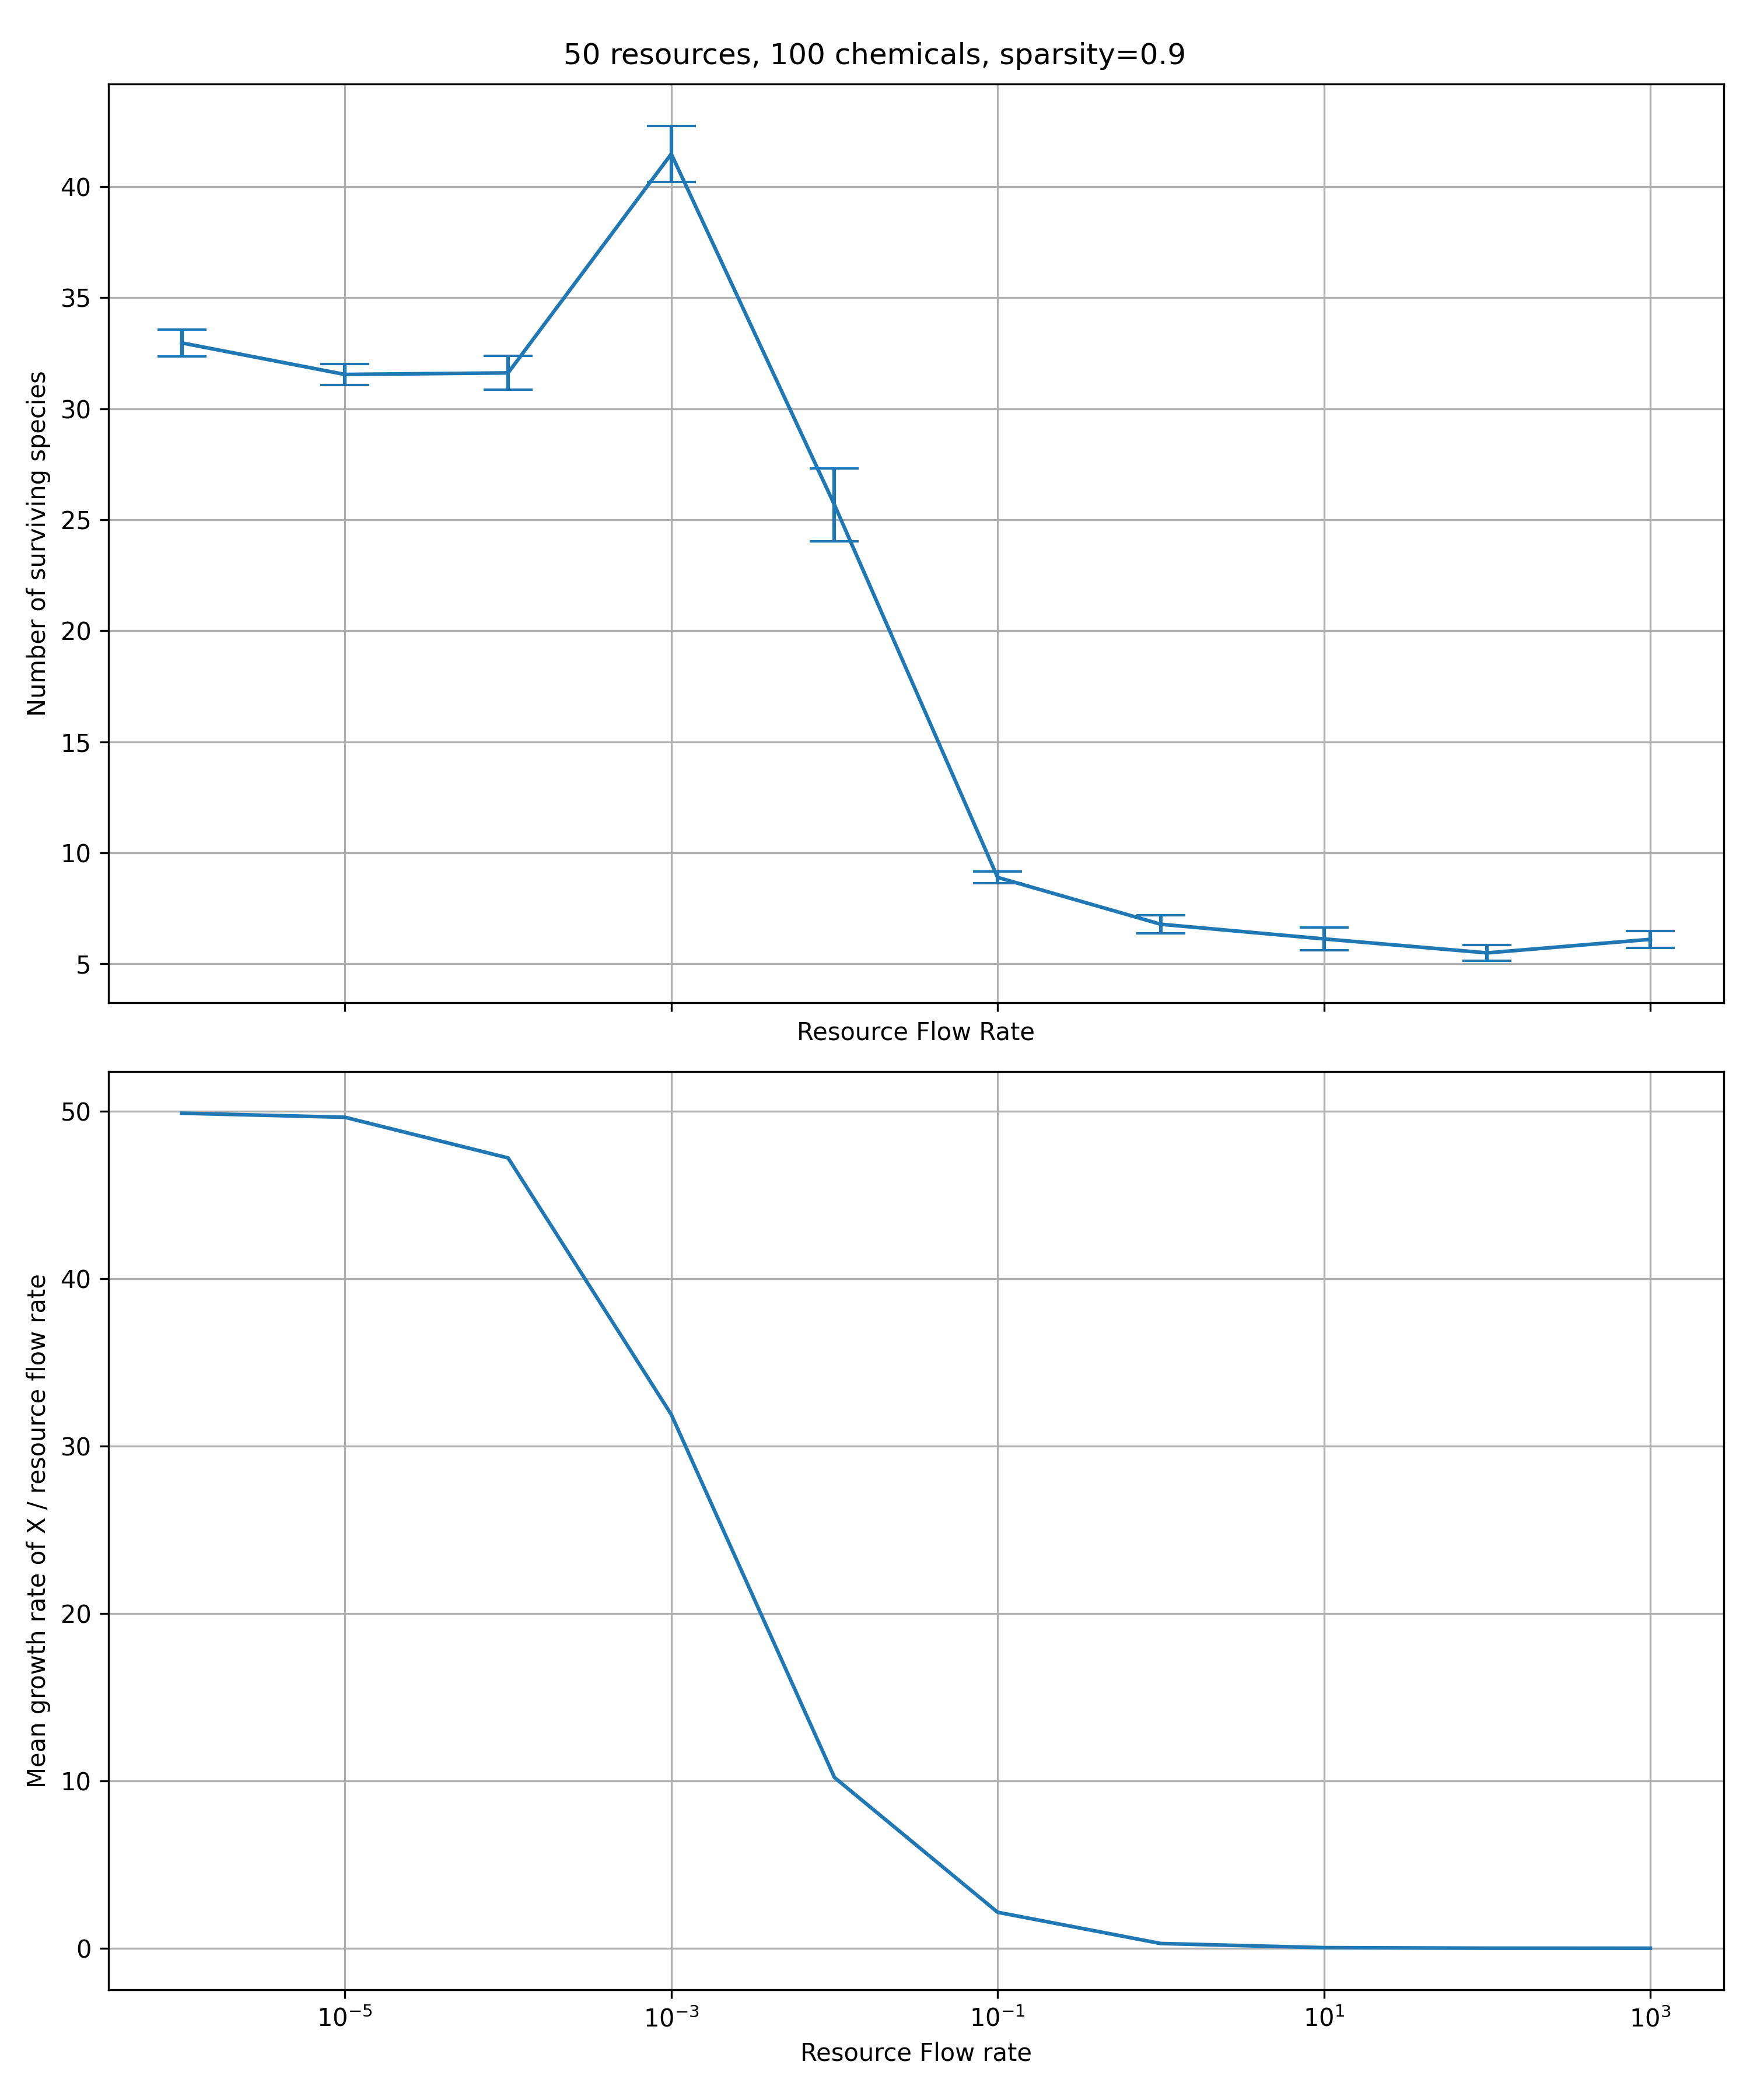 50 resources, 100 chemicals, sparsity=0.9
Number of surviving species
40
35
30
25
20
15
10
5
Resource Flow Rate
Mean growth rate of X / resource flow rate
50
40
30
20
10
0
10⁻⁵ 10⁻³ 10⁻¹ 10¹ 10³
Resource Flow rate